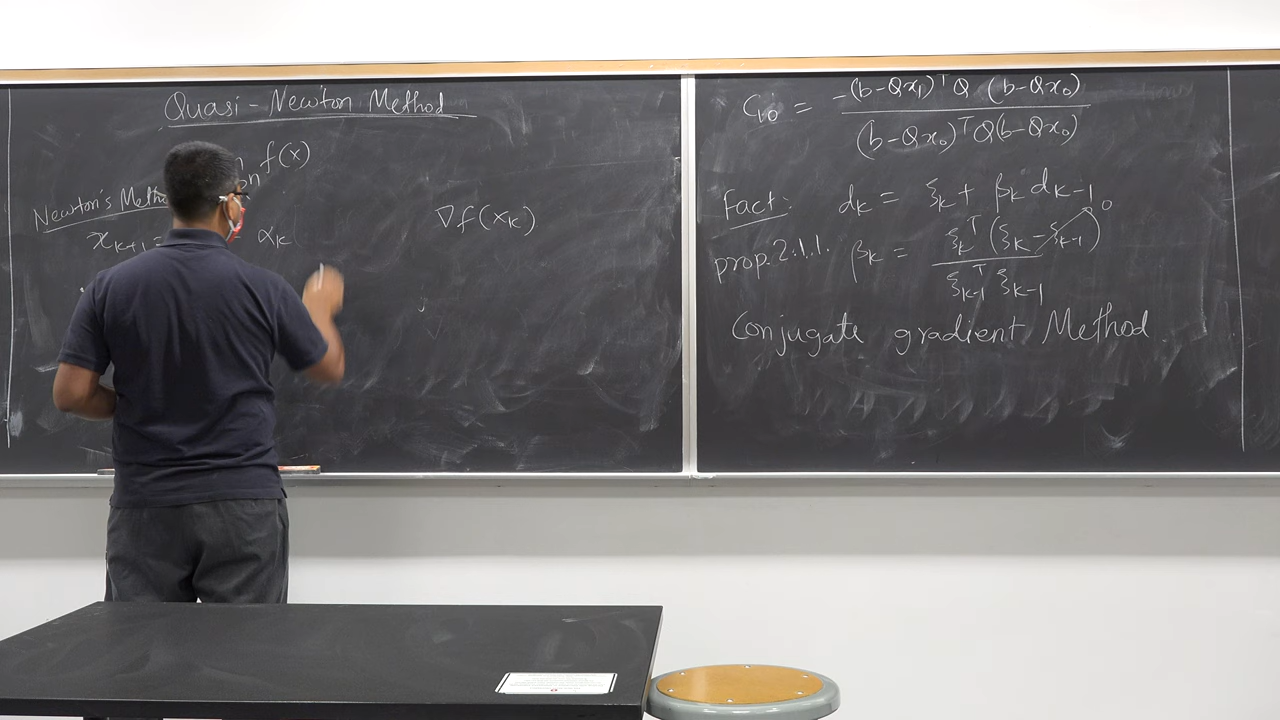 Quasi-Newton Method
f(x)
Newton's Metho
x_{k+1} = α_k ∇f(x_k)
C_{10} = -(b-Qx_1)^T Q (b-Qx_0) / (b-Qx_0)^T Q(b-Qx_0)
Fact: d_k = ξ_k + β_k d_{k-1}
prop. 2.1.1. β_k = ξ_k^T (ξ_k - ξ_{k-1})^0 / ξ_{k-1}^T ξ_{k-1}
Conjugate gradient Method